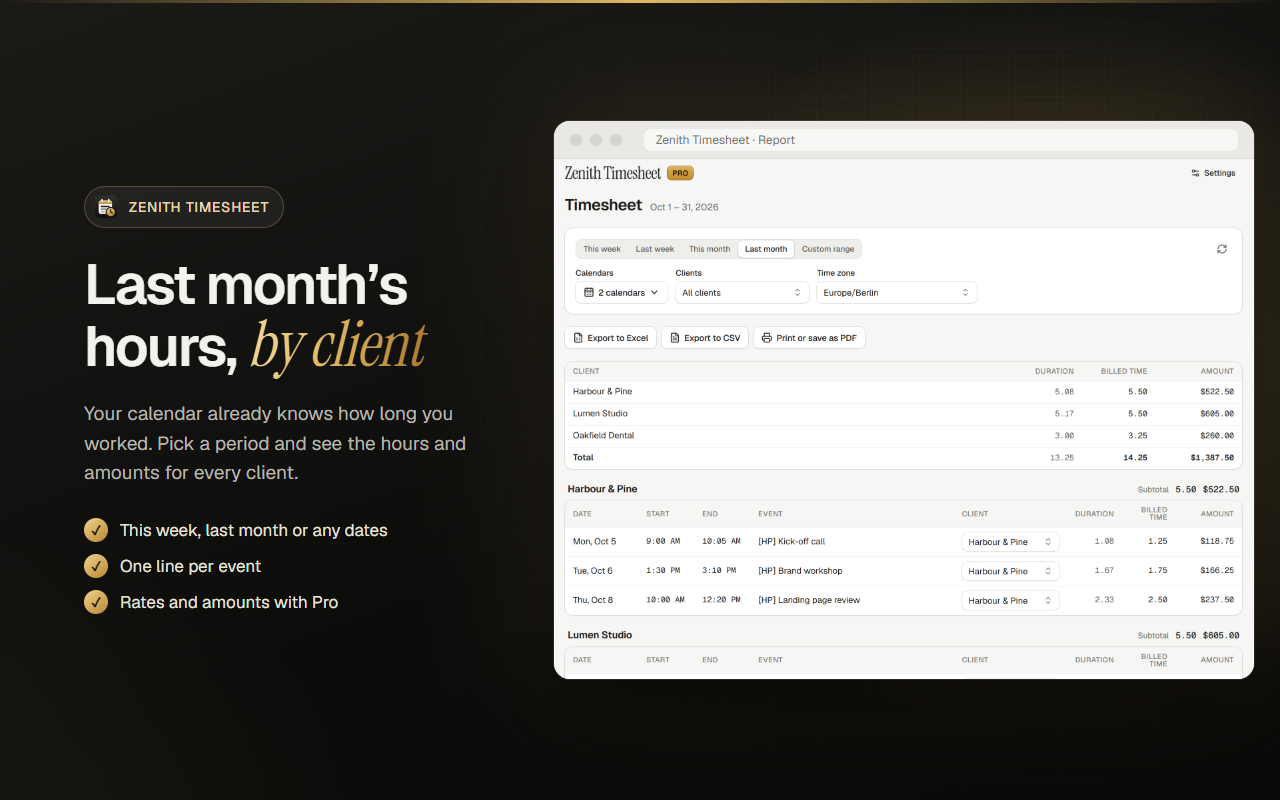 ZENITH TIMESHEET
Last month’s
hours, by client
Your calendar already knows how long you
worked. Pick a period and see the hours and
amounts for every client.
This week, last month or any dates
One line per event
Rates and amounts with Pro
Zenith Timesheet · Report
Zenith Timesheet PRO Settings
Timesheet Oct 1 – 31, 2026
This week Last week This month Last month Custom range
Calendars Clients Time zone
2 calendars All clients Europe/Berlin
Export to Excel Export to CSV Print or save as PDF
CLIENT DURATION BILLED TIME AMOUNT
Harbour & Pine 5.08 5.50 $522.50
Lumen Studio 5.17 5.50 $605.00
Oakfield Dental 3.00 3.25 $260.00
Total 13.25 14.25 $1,387.50
Harbour & Pine Subtotal 5.50 $522.50
DATE START END EVENT CLIENT DURATION BILLED TIME AMOUNT
Mon, Oct 5 9:00 AM 10:05 AM [HP] Kick-off call Harbour & Pine 1.08 1.25 $118.75
Tue, Oct 6 1:30 PM 3:10 PM [HP] Brand workshop Harbour & Pine 1.67 1.75 $166.25
Thu, Oct 8 10:00 AM 12:20 PM [HP] Landing page review Harbour & Pine 2.33 2.50 $237.50
Lumen Studio Subtotal 5.50 $605.00
DATE START END EVENT CLIENT DURATION BILLED TIME AMOUNT